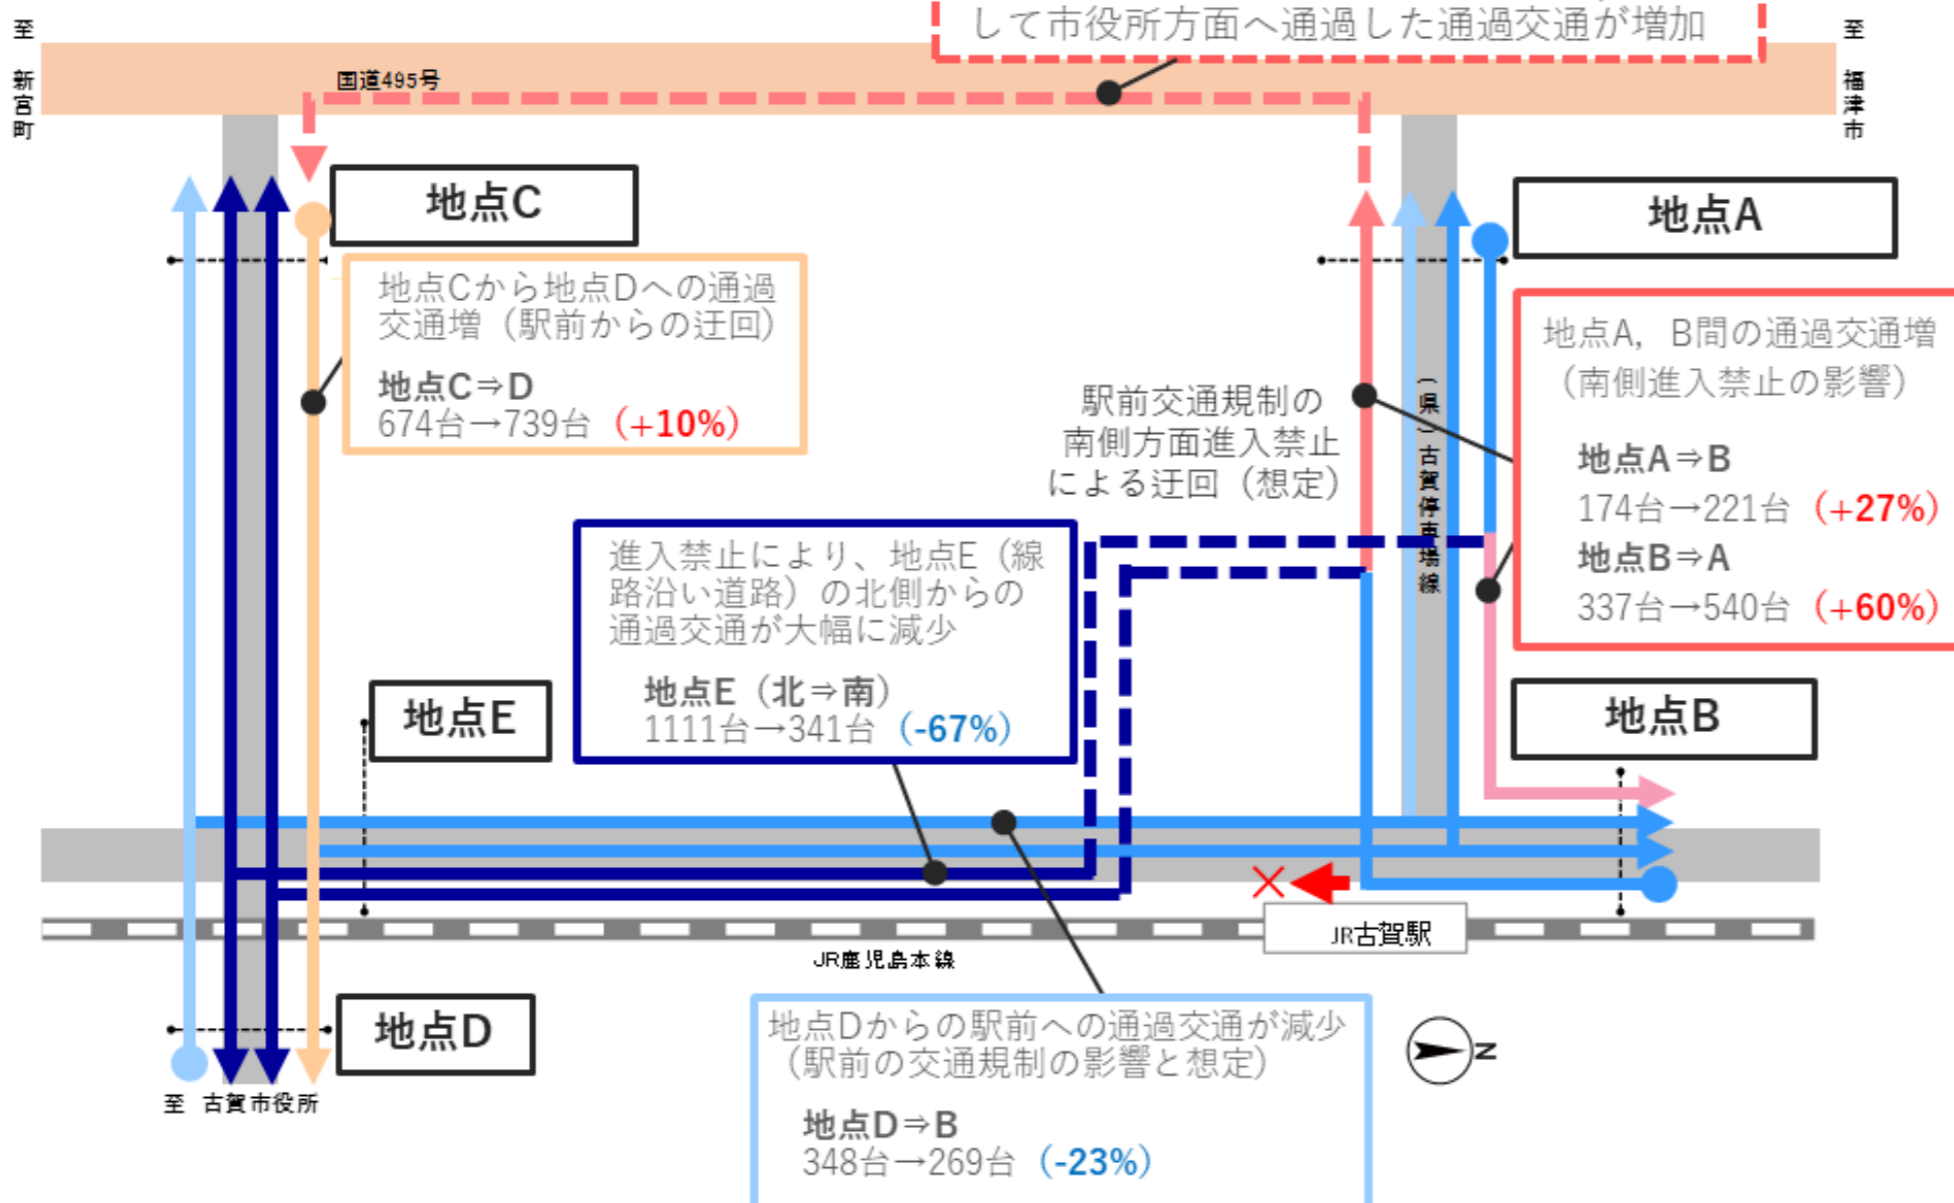 して市役所方面へ通過した通過交通が増加
至 新宮町
国道495号
至 福津市
地点C
地点A
地点Cから地点Dへの通過
交通増（駅前からの迂回）
地点C⇒D
674台→739台（+10%）
地点A，B間の通過交通増
（南側進入禁止の影響）
地点A⇒B
174台→221台（+27%）
地点B⇒A
337台→540台（+60%）
駅前交通規制の
南側方面進入禁止
による迂回（想定）
（県）古賀停車場線
進入禁止により、地点E（線
路沿い道路）の北側からの
通過交通が大幅に減少
地点E（北⇒南）
1111台→341台（-67%）
地点E
地点B
JR古賀駅
JR鹿児島本線
地点D
至 古賀市役所
地点Dからの駅前への通過交通が減少
（駅前の交通規制の影響と想定）
地点D⇒B
348台→269台（-23%）
N